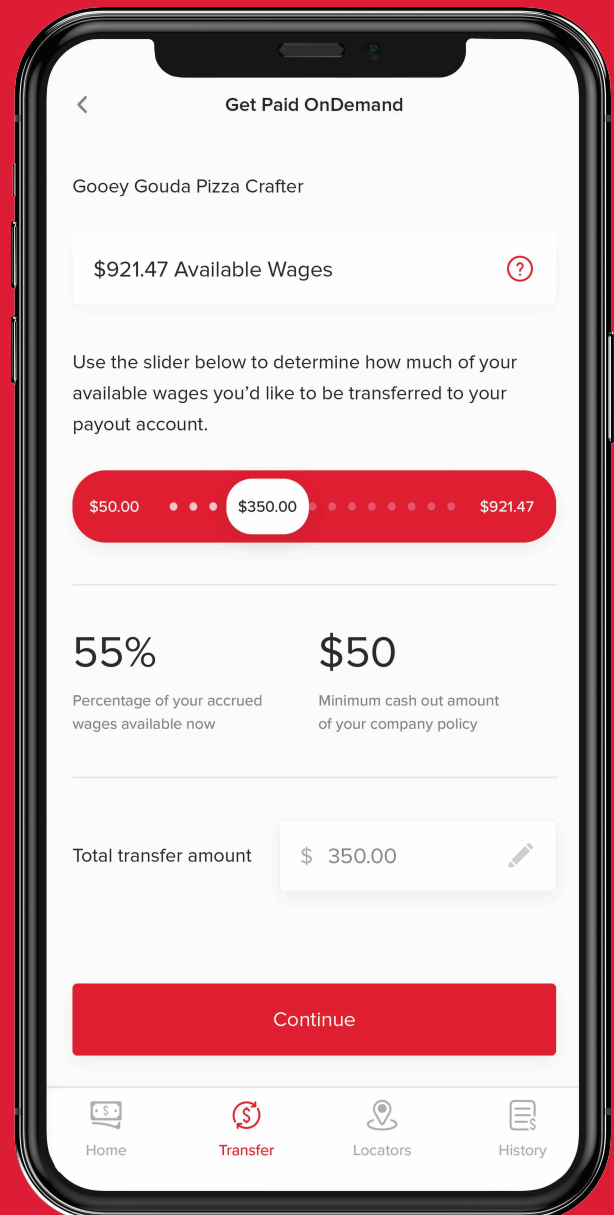 Get Paid OnDemand
Gooey Gouda Pizza Crafter
$921.47 Available Wages
?
Use the slider below to determine how much of your
available wages you’d like to be transferred to your
payout account.
$50.00 $350.00 $921.47
55% $50
Percentage of your accrued Minimum cash out amount
wages available now of your company policy
Total transfer amount $ 350.00
Continue
Home Transfer Locators History